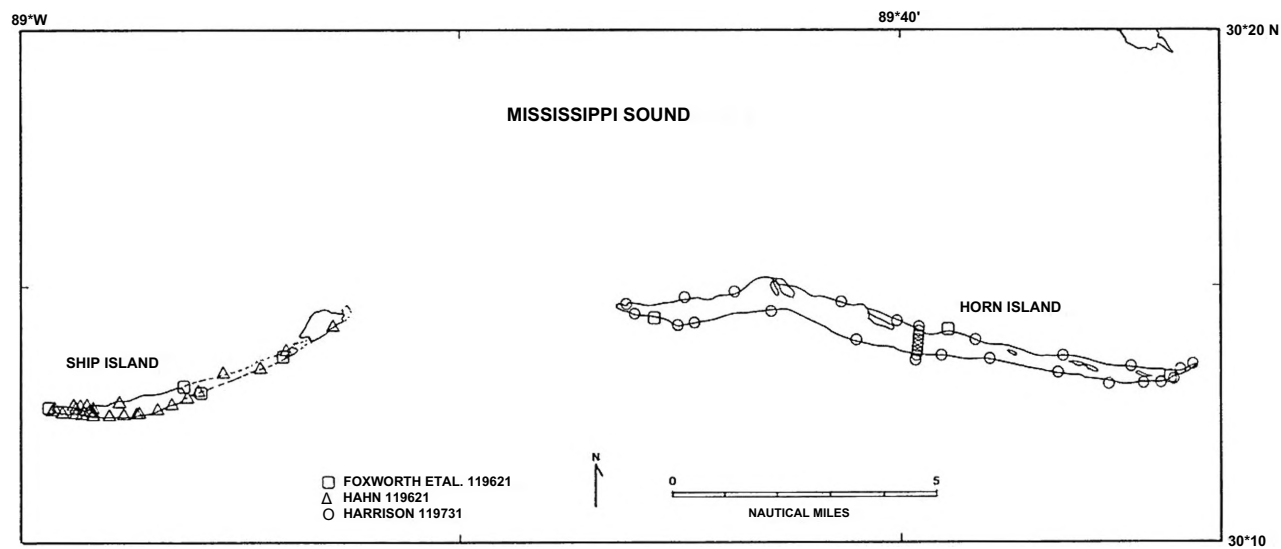 89*W
89*40'
30*20 N
MISSISSIPPI SOUND
HORN ISLAND
SHIP ISLAND
N
FOXWORTH ETAL. 119621
HAHN 119621
HARRISON 119731
0 5
NAUTICAL MILES
30*10